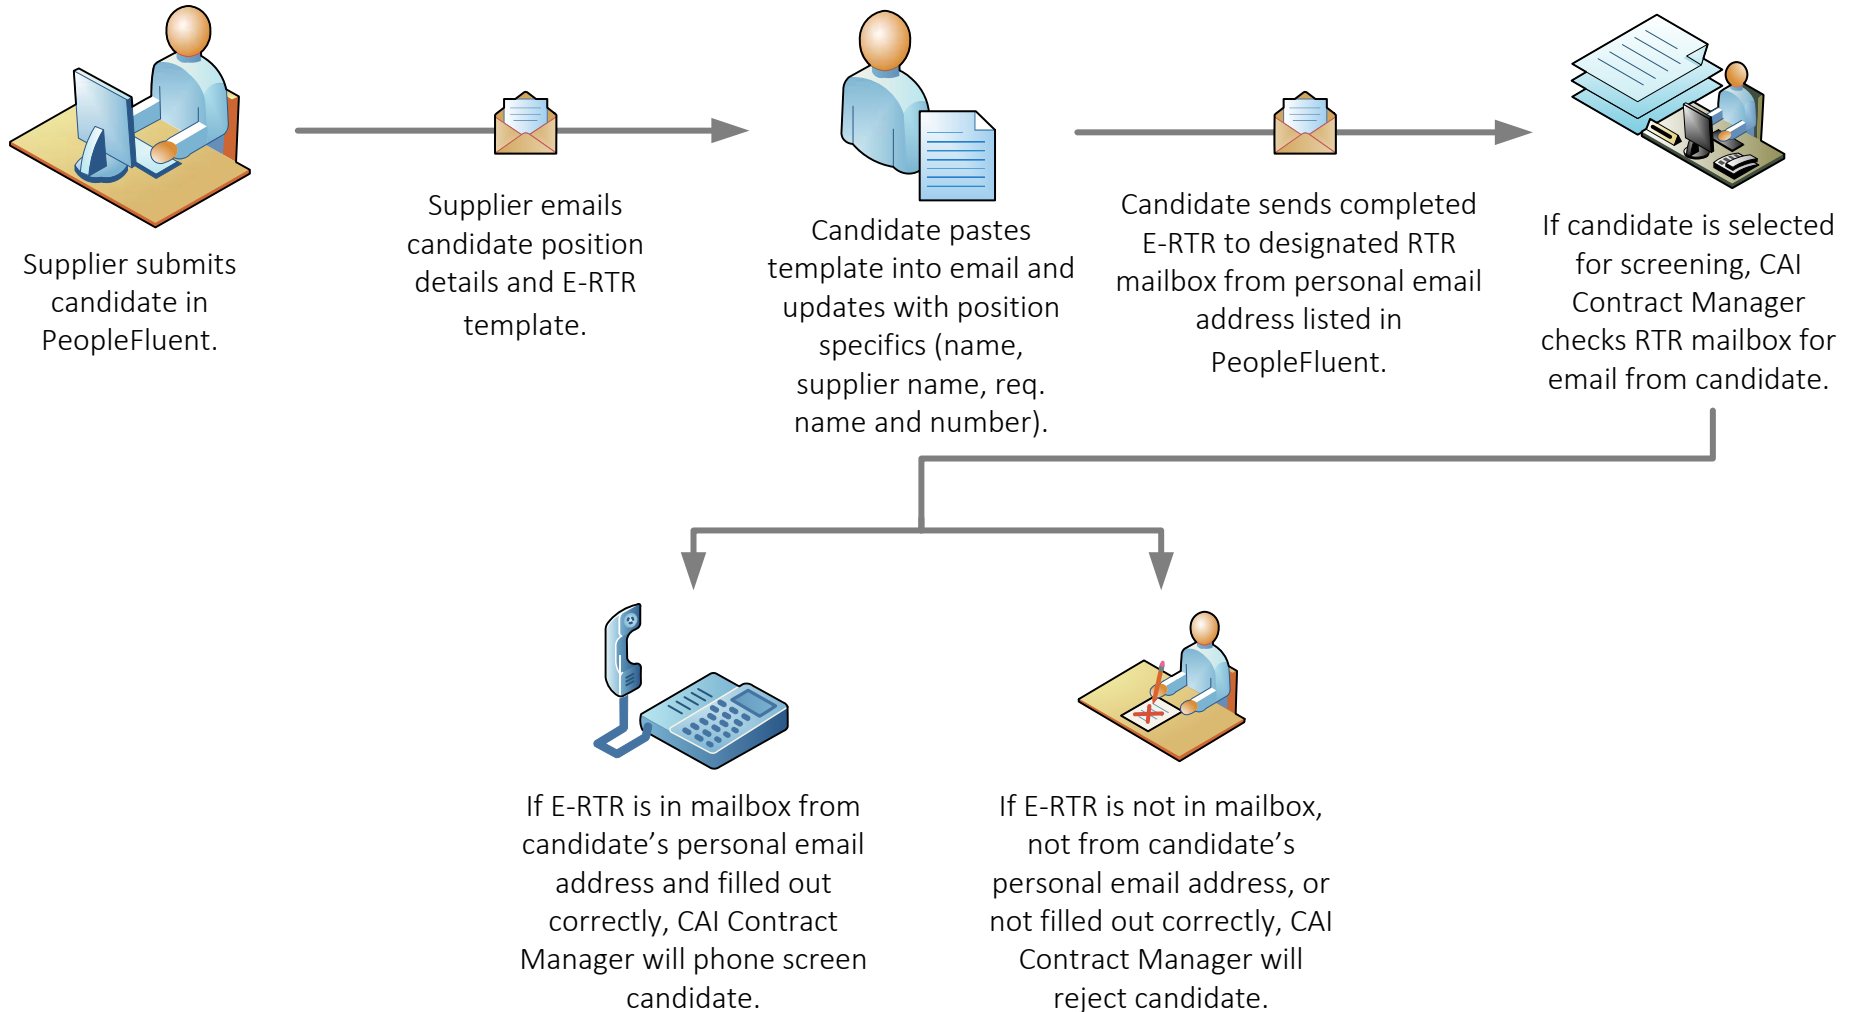 Supplier submits
candidate in
PeopleFluent.
Supplier emails
candidate position
details and E-RTR
template.
Candidate pastes
template into email and
updates with position
specifics (name,
supplier name, req.
name and number).
Candidate sends completed
E-RTR to designated RTR
mailbox from personal email
address listed in
PeopleFluent.
If candidate is selected
for screening, CAI
Contract Manager
checks RTR mailbox for
email from candidate.
If E-RTR is in mailbox from
candidate’s personal email
address and filled out
correctly, CAI Contract
Manager will phone screen
candidate.
If E-RTR is not in mailbox,
not from candidate’s
personal email address, or
not filled out correctly, CAI
Contract Manager will
reject candidate.